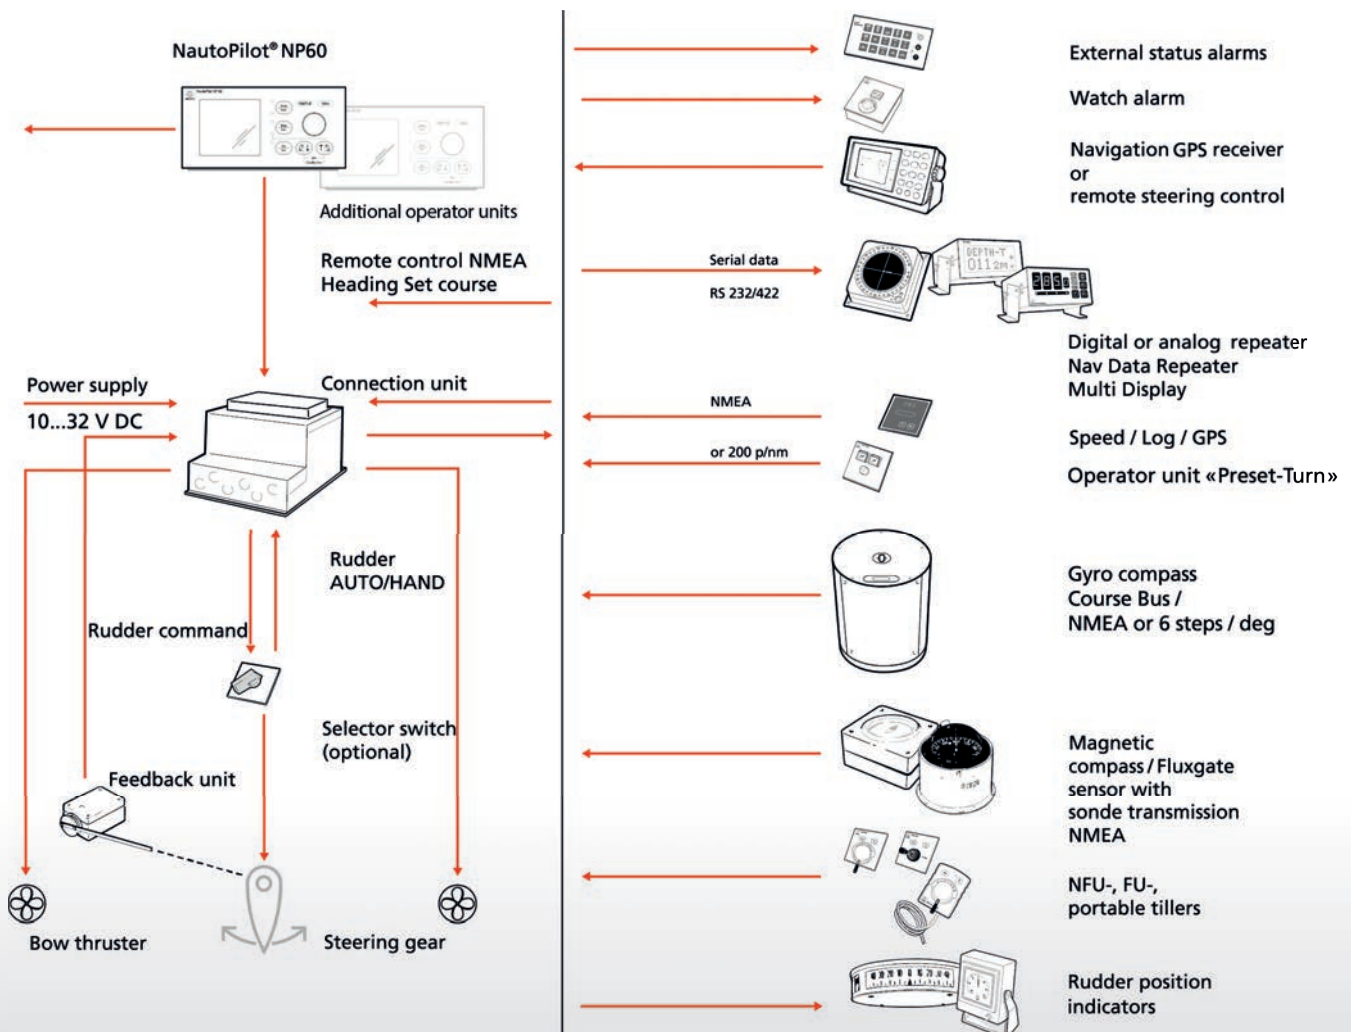 NautoPilot® NP60
Additional operator units
Remote control NMEA
Heading Set course
Power supply
10...32 V DC
Connection unit
Rudder
AUTO/HAND
Rudder command
Selector switch
(optional)
Feedback unit
Bow thruster
Steering gear
External status alarms
Watch alarm
Navigation GPS receiver
or
remote steering control
Serial data
RS 232/422
DEPTH-T
Digital or analog repeater
Nav Data Repeater
Multi Display
NMEA
Speed / Log / GPS
or 200 p/nm
Operator unit «Preset-Turn»
Gyro compass
Course Bus /
NMEA or 6 steps / deg
Magnetic
compass / Fluxgate
sensor with
sonde transmission
NMEA
NFU-, FU-,
portable tillers
Rudder position
indicators